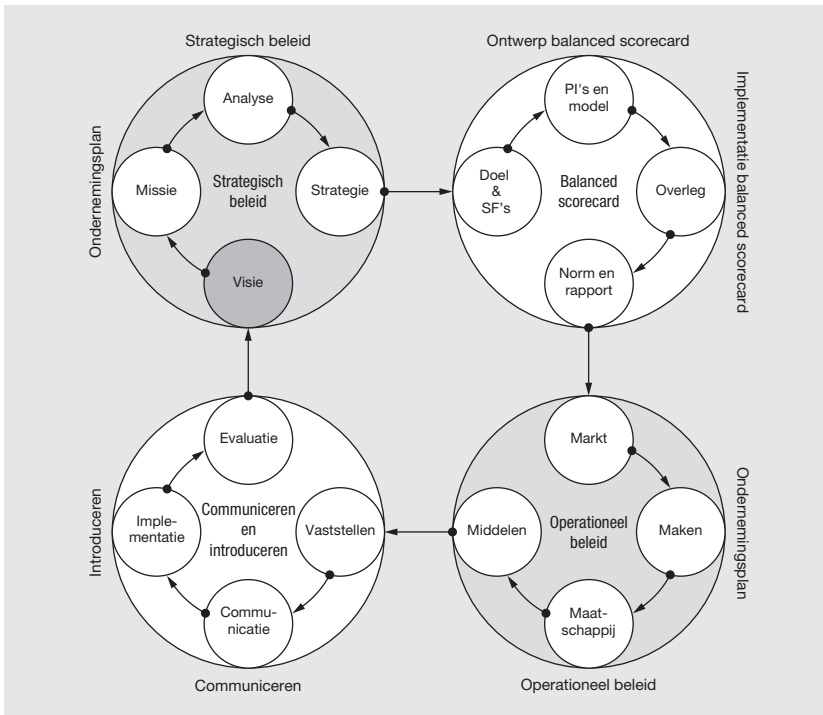 Strategisch beleid
Ondernemingsplan
Analyse
Missie
Strategisch
beleid
Strategie
Visie
Ontwerp balanced scorecard
Implementatie balanced scorecard
PI's en
model
Doel
&
SF's
Balanced
scorecard
Overleg
Norm en
rapport
Introduceren
Evaluatie
Imple-
mentatie
Communiceren
en
introduceren
Vaststellen
Commu-
nicatie
Communiceren
Markt
Middelen
Operationeel
beleid
Maken
Maat-
schappij
Ondernemingsplan
Operationeel beleid